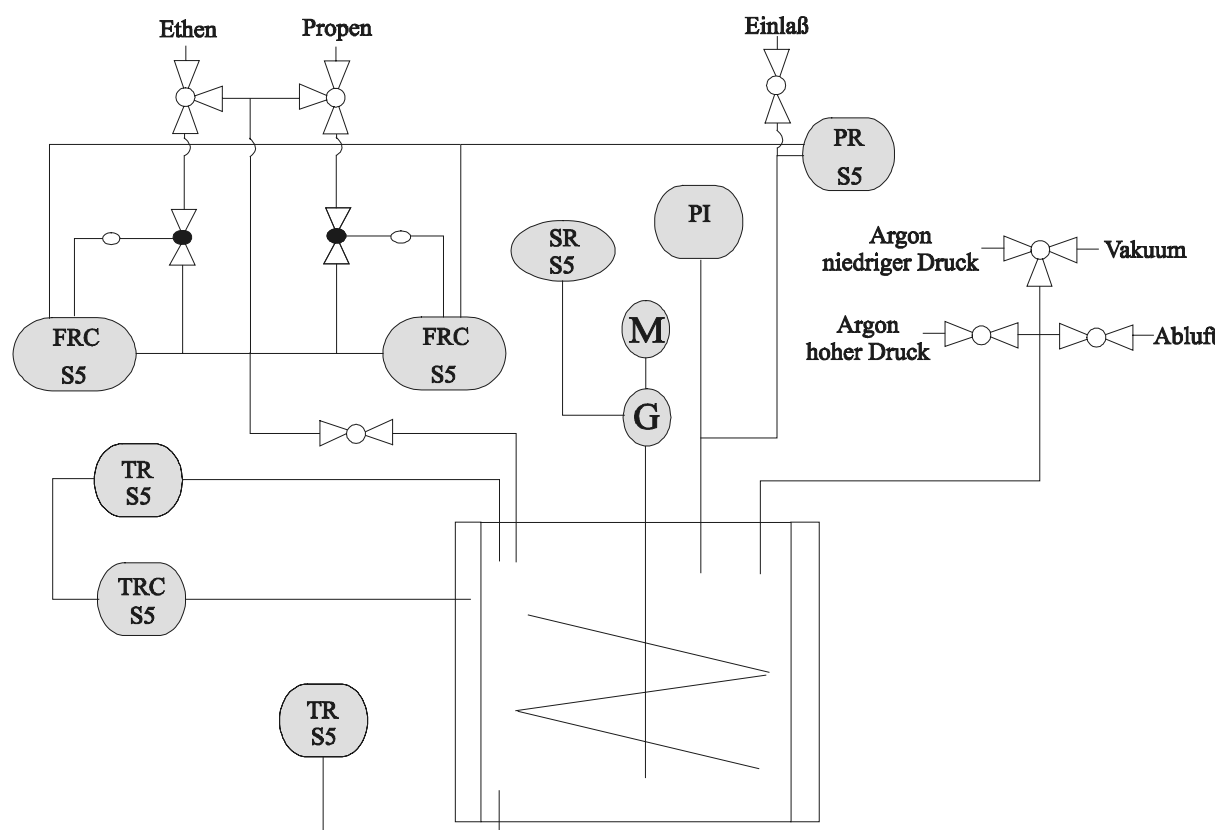 Ethen
Propen
Einlaß
PR
S5
PI
SR
S5
Argon
niedriger Druck
Vakuum
M
FRC
S5
FRC
S5
Argon
hoher Druck
Abluft
G
TR
S5
TRC
S5
TR
S5